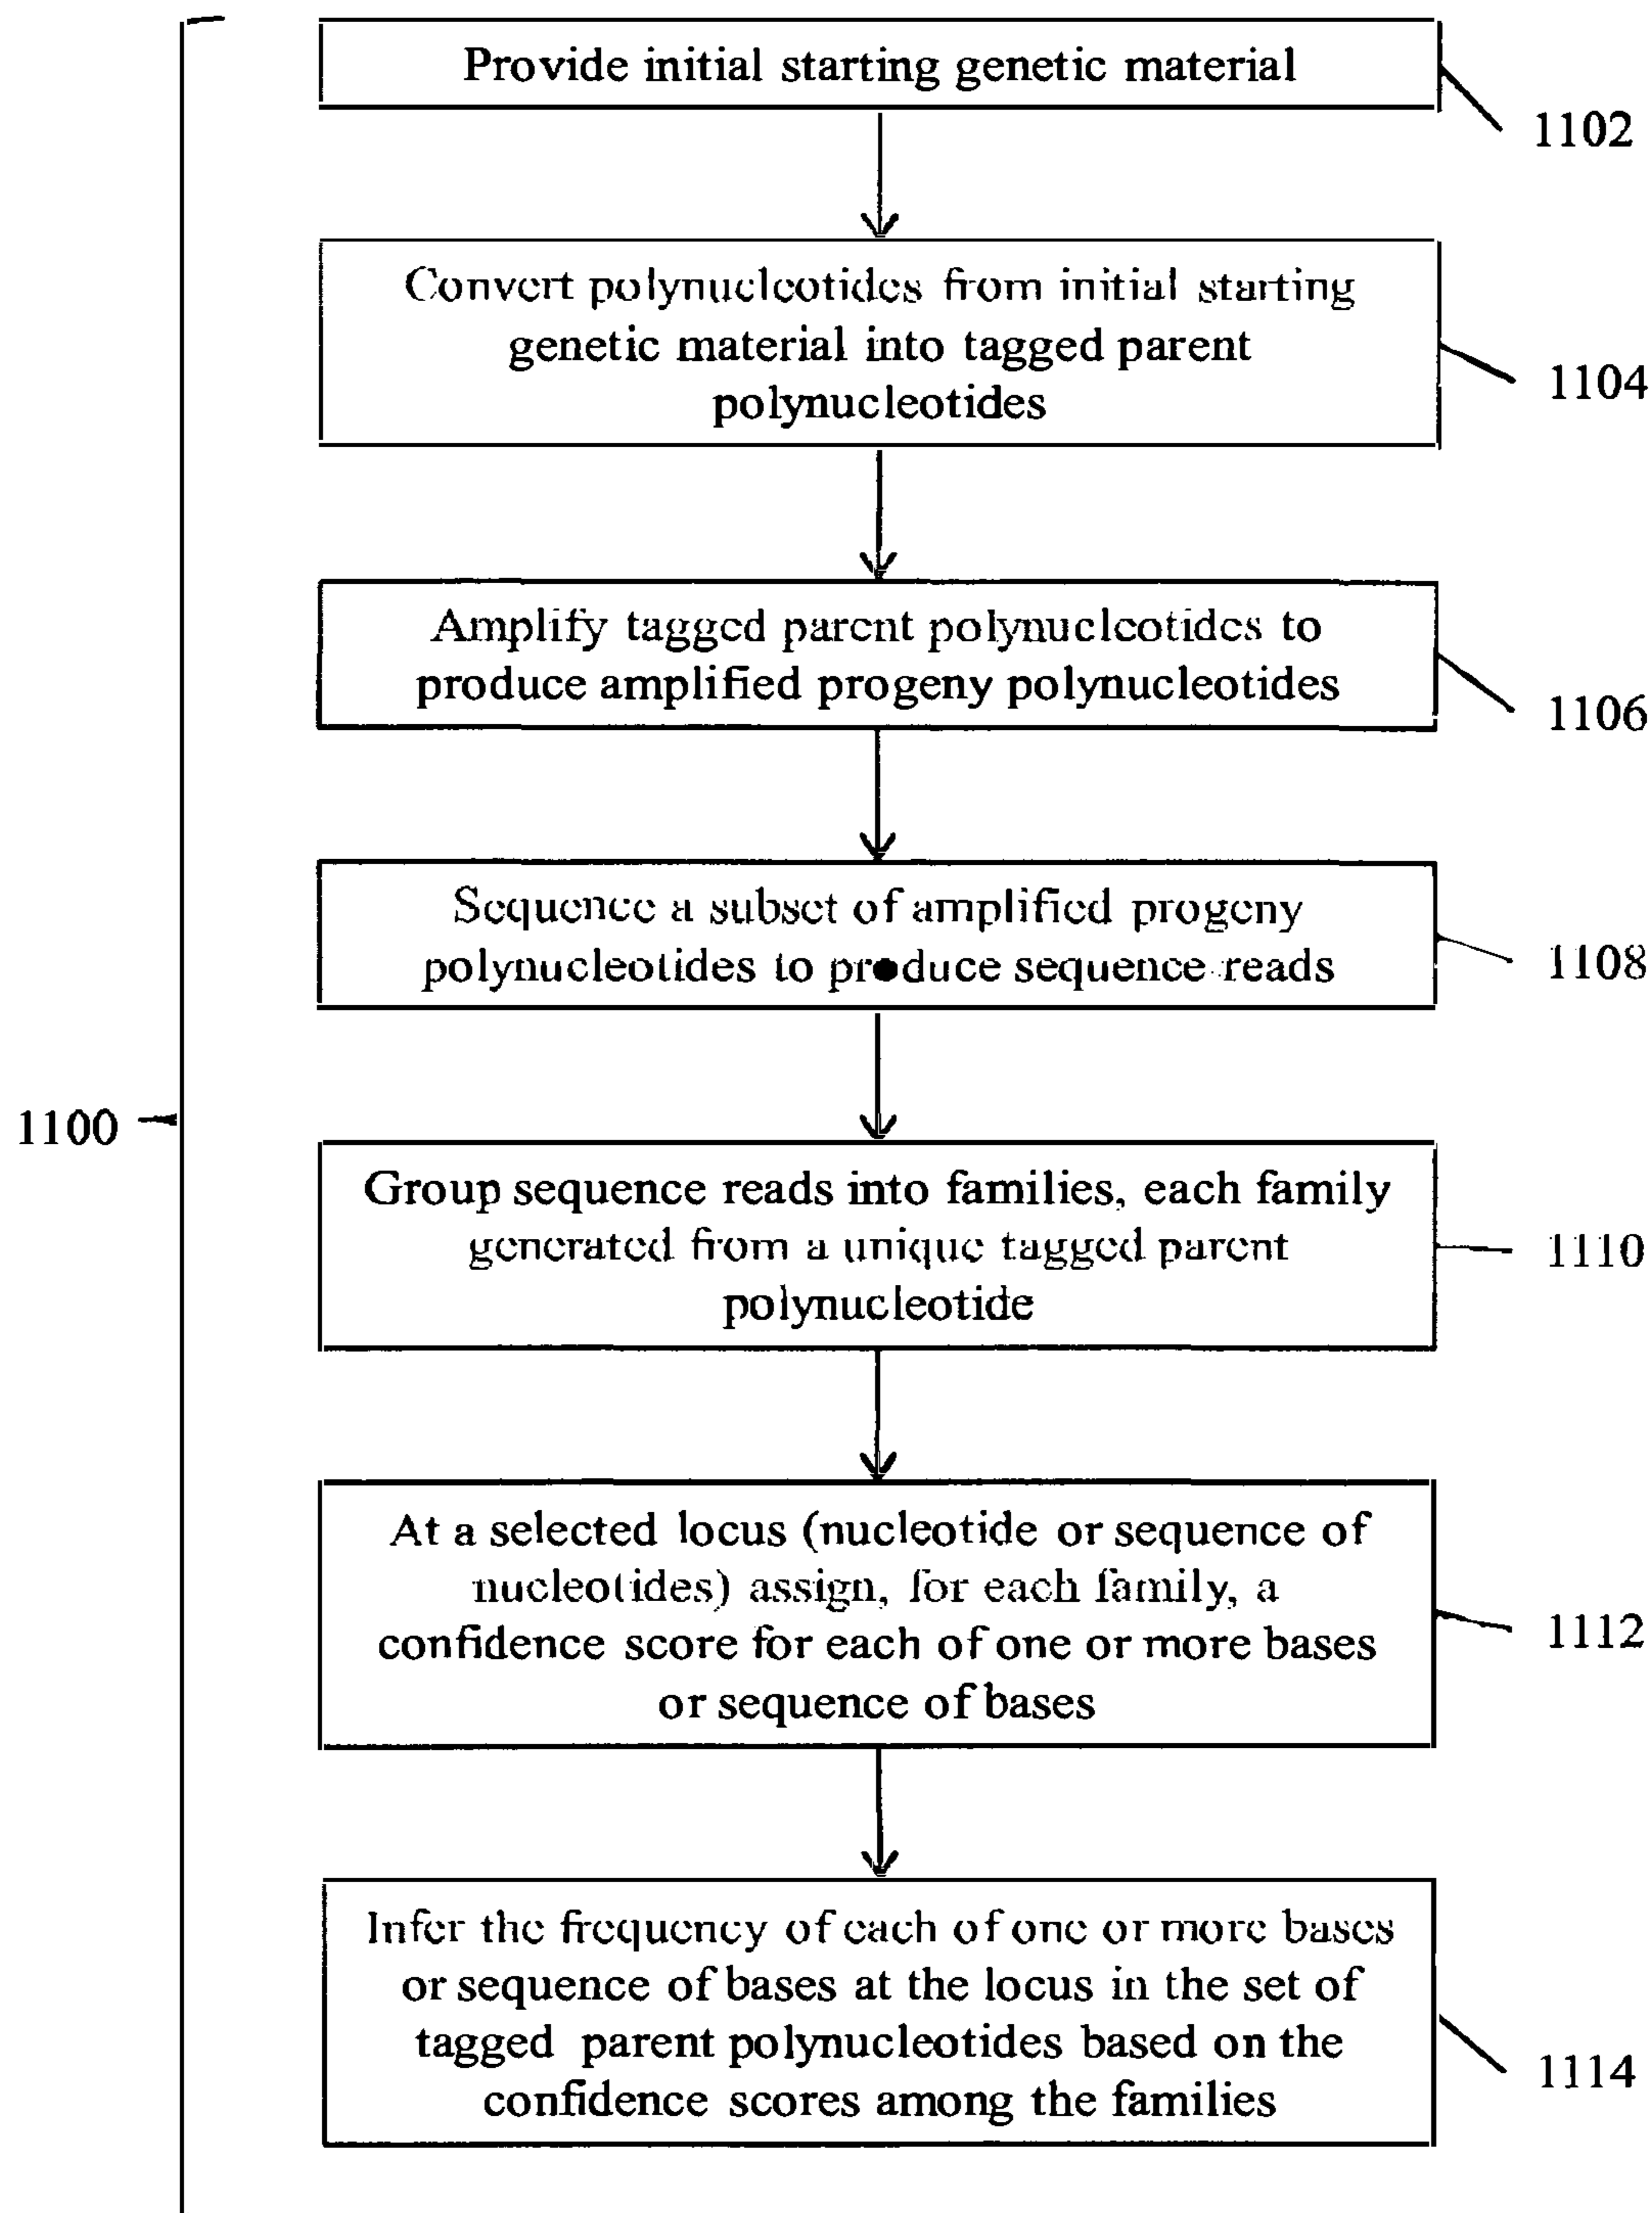 Provide initial starting genetic material
1102
Convert polynucleotides from initial starting
genetic material into tagged parent
polynucleotides
1104
Amplify tagged parent polynucleotides to
produce amplified progeny polynucleotides
1106
Sequence a subset of amplified progeny
polynucleotides to produce sequence reads
1108
1100
Group sequence reads into families, each family
generated from a unique tagged parent
polynucleotide
1110
At a selected locus (nucleotide or sequence of
nucleotides) assign, for each family, a
confidence score for each of one or more bases
or sequence of bases
1112
Infer the frequency of each of one or more bases
or sequence of bases at the locus in the set of
tagged parent polynucleotides based on the
confidence scores among the families
1114